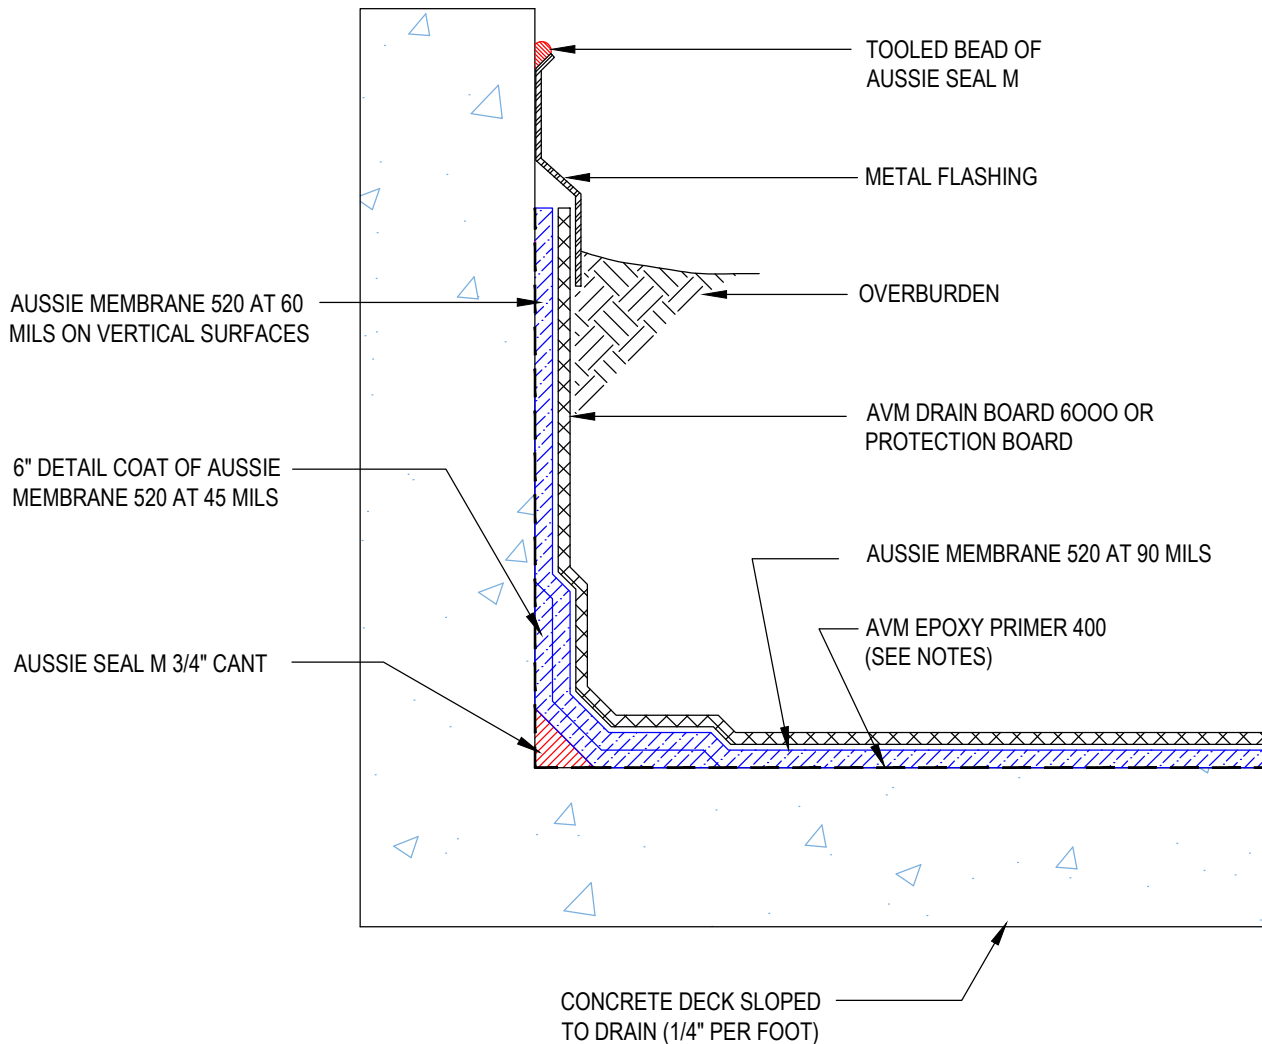 TOOLED BEAD OF
AUSSIE SEAL M
METAL FLASHING
OVERBURDEN
AUSSIE MEMBRANE 520 AT 60
MILS ON VERTICAL SURFACES
AVM DRAIN BOARD 6OOO OR
PROTECTION BOARD
6" DETAIL COAT OF AUSSIE
MEMBRANE 520 AT 45 MILS
AUSSIE MEMBRANE 520 AT 90 MILS
AVM EPOXY PRIMER 400
(SEE NOTES)
AUSSIE SEAL M 3/4" CANT
CONCRETE DECK SLOPED
TO DRAIN (1/4" PER FOOT)